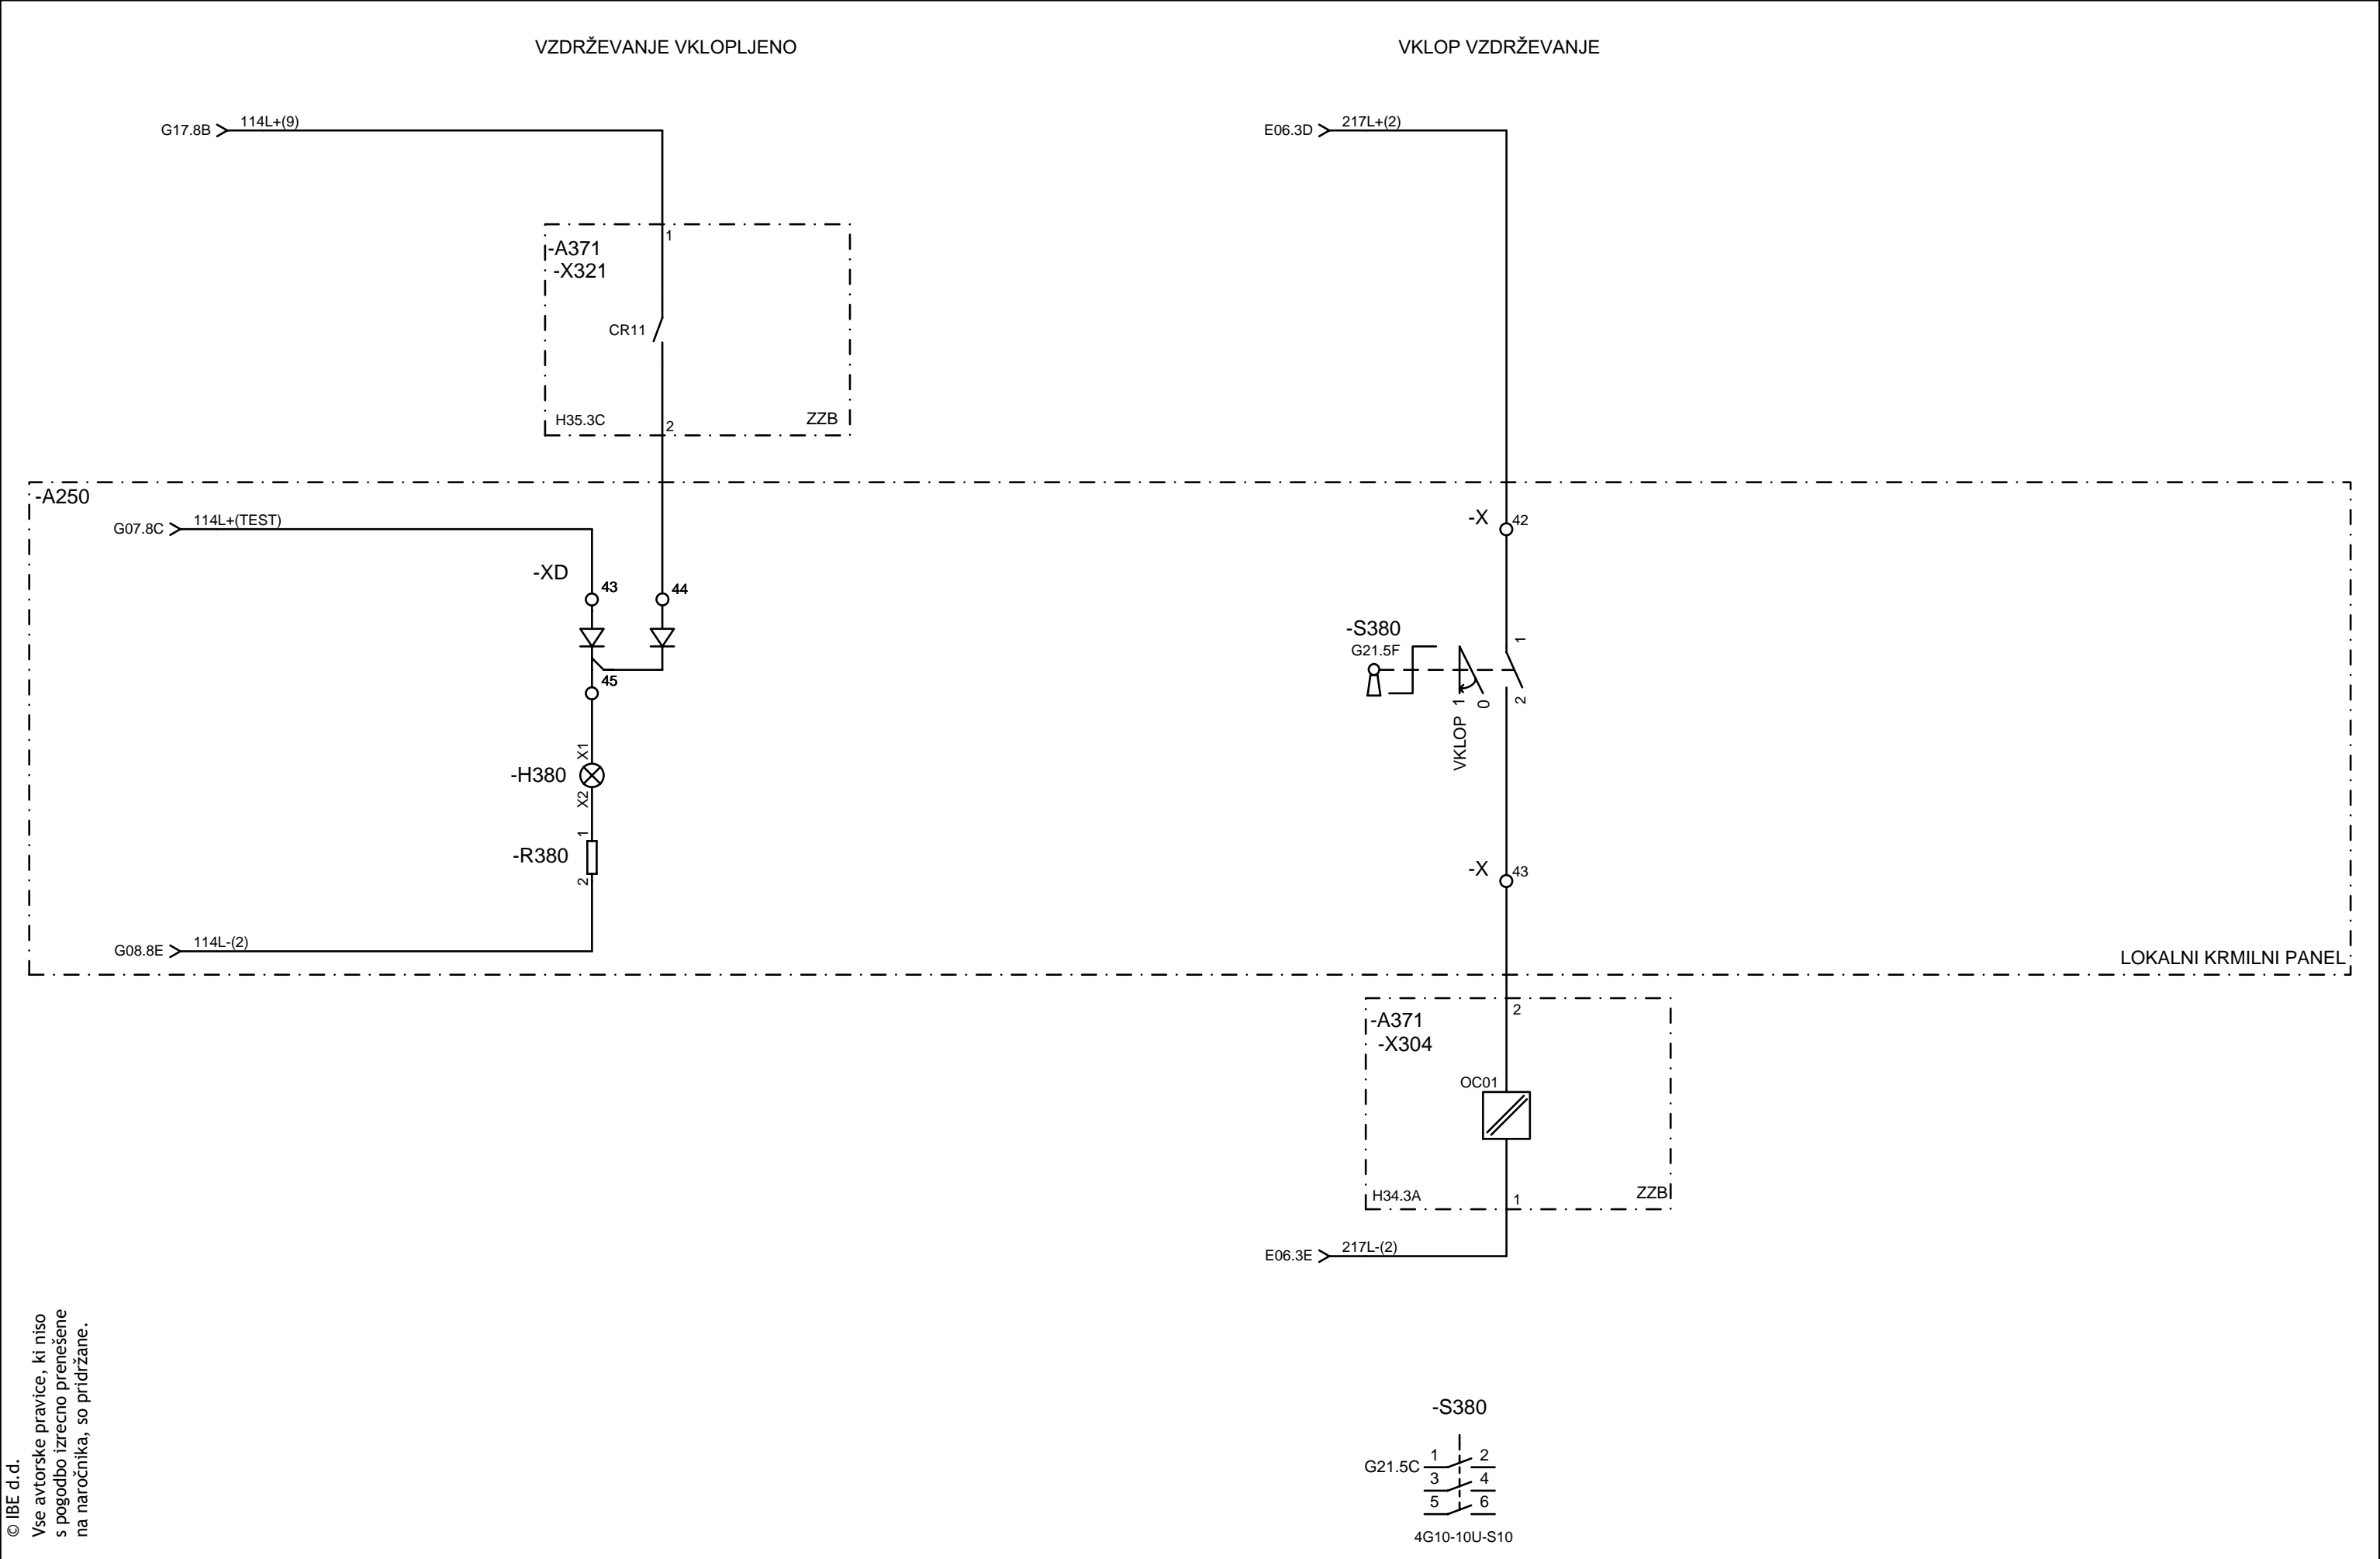 VZDRŽEVANJE VKLOPLJENO
VKLOP VZDRŽEVANJE
G17.8B
114L+(9)
E06.3D
217L+(2)
1
-A371
-X321
CR11
H35.3C
ZZB
2
-A250
G07.8C
114L+(TEST)
-X
42
-XD
43
44
-S380
G21.5F
1
45
VKLOP 1
0
2
X1
-H380
X2
1
-R380
2
-X
43
G08.8E
114L-(2)
LOKALNI KRMILNI PANEL
2
-A371
-X304
OC01
H34.3A
1
ZZB
E06.3E
217L-(2)
-S380
1
2
G21.5C
3
4
5
6
4G10-10U-S10
© IBE d.d.
Vse avtorske pravice, ki niso
s pogodbo izrecno prenešene
na naročnika, so pridržane.